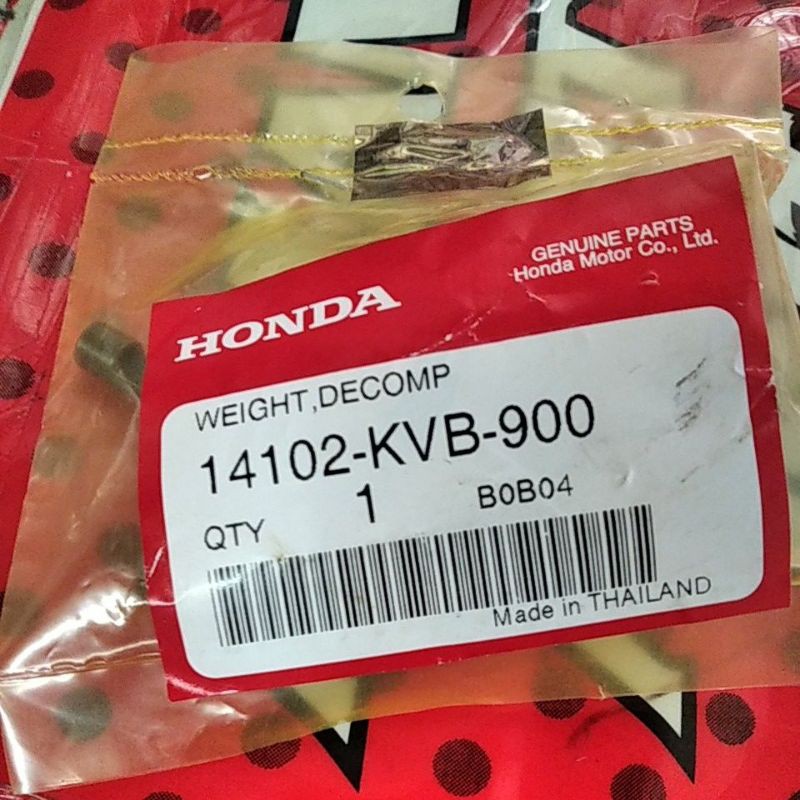 HONDA
GENUINE PARTS
Honda Motor Co., Ltd.
WEIGHT,DECOMP
14102-KVB-900
QTY 1 B0B04
Made in THAILAND